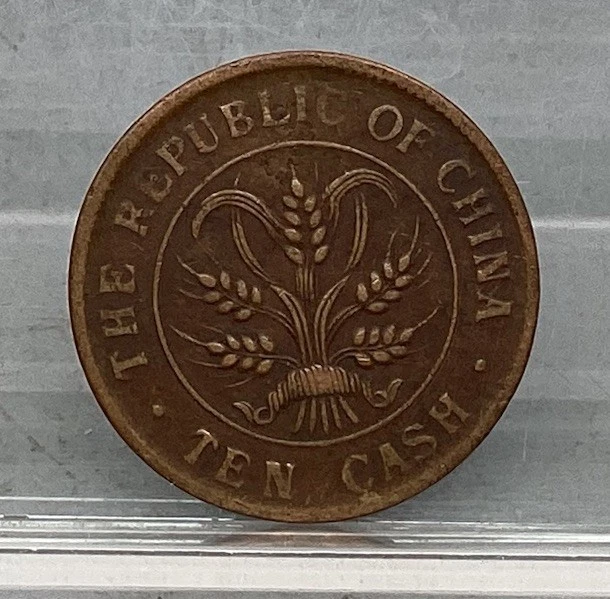 THE REPUBLIC OF CHINA
TEN CASH